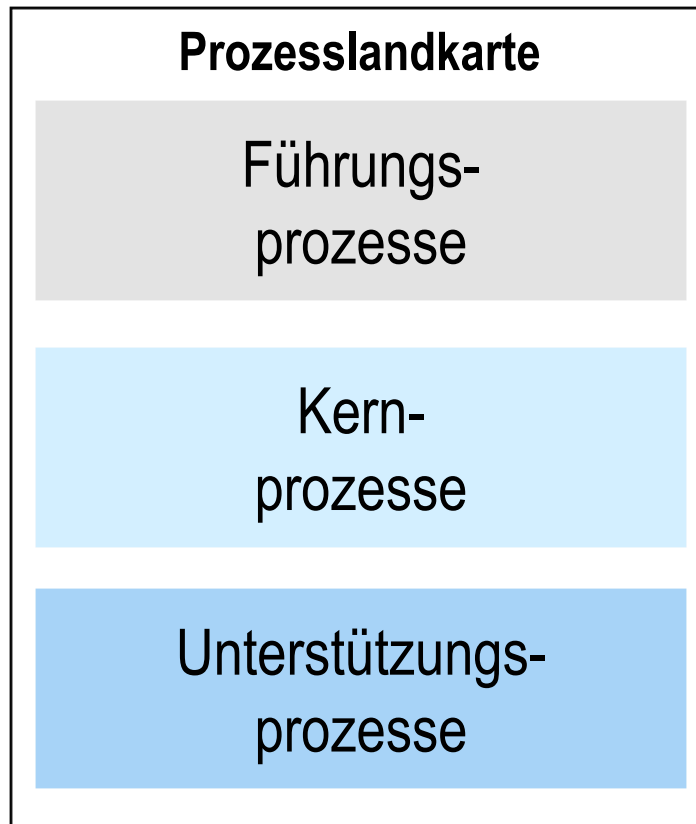 Prozesslandkarte
Führungs-
prozesse
Kern-
prozesse
Unterstützungs-
prozesse